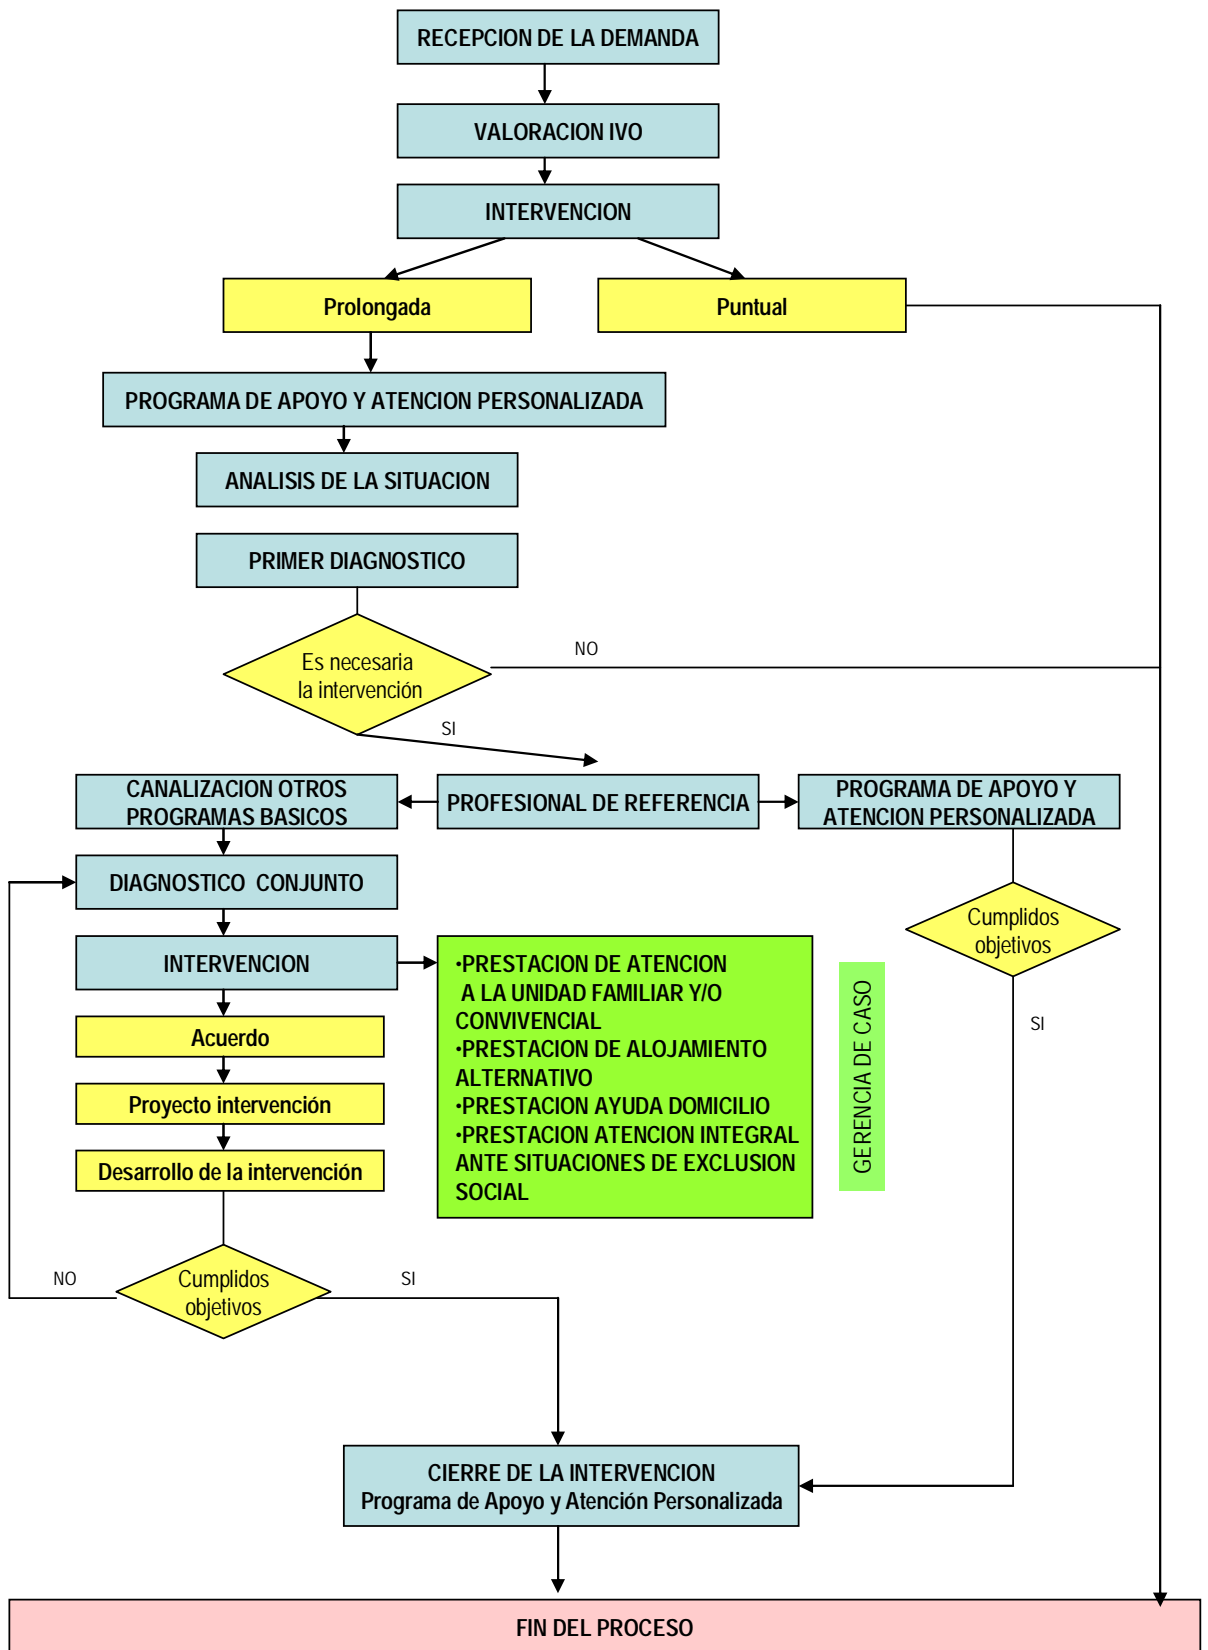 RECEPCION DE LA DEMANDA
VALORACION IVO
INTERVENCION
Prolongada
Puntual
PROGRAMA DE APOYO Y ATENCION PERSONALIZADA
ANALISIS DE LA SITUACION
PRIMER DIAGNOSTICO
Es necesaria
la intervención
NO
SI
CANALIZACION OTROS
PROGRAMAS BASICOS
PROFESIONAL DE REFERENCIA
PROGRAMA DE APOYO Y
ATENCION PERSONALIZADA
DIAGNOSTICO CONJUNTO
INTERVENCION
Acuerdo
Proyecto intervención
Desarrollo de la intervención
•PRESTACION DE ATENCION
A LA UNIDAD FAMILIAR Y/O
CONVIVENCIAL
•PRESTACION DE ALOJAMIENTO
ALTERNATIVO
•PRESTACION AYUDA DOMICILIO
•PRESTACION ATENCION INTEGRAL
ANTE SITUACIONES DE EXCLUSION
SOCIAL
GERENCIA DE CASO
Cumplidos
objetivos
SI
NO
Cumplidos
objetivos
SI
CIERRE DE LA INTERVENCION
Programa de Apoyo y Atención Personalizada
FIN DEL PROCESO